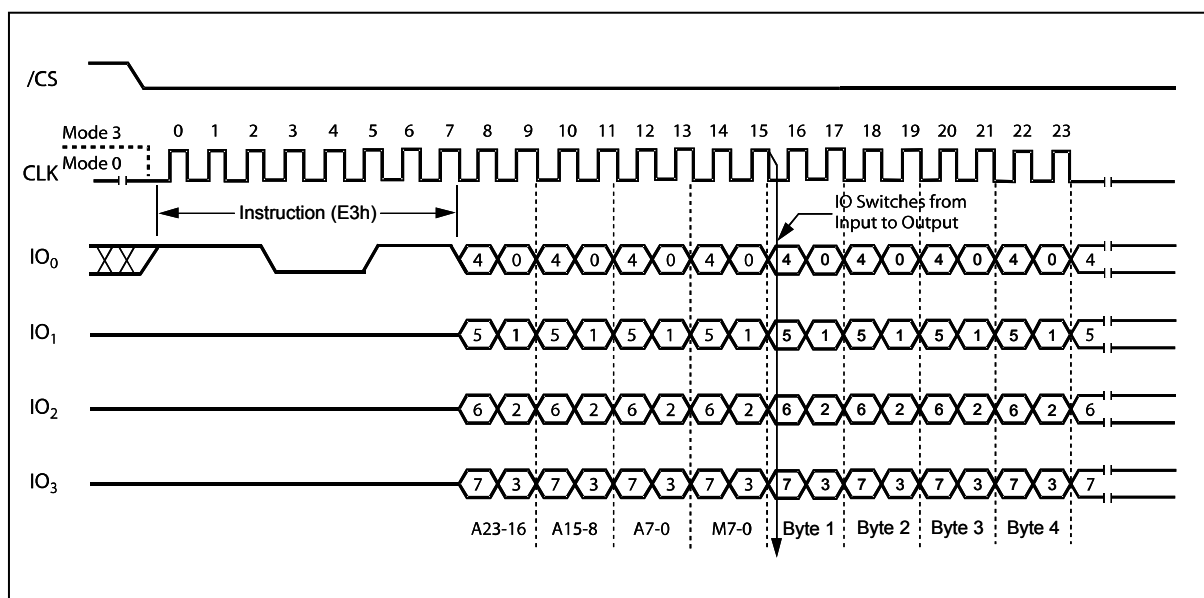 /CS
Mode 3
0 1 2 3 4 5 6 7 8 9 10 11 12 13 14 15 16 17 18 19 20 21 22 23
Mode 0
CLK
Instruction (E3h)
IO Switches from
Input to Output
IO0
4 0 4 0 4 0 4 0 4 0 4 0 4 0 4 0 4
IO1
5 1 5 1 5 1 5 1 5 1 5 1 5 1 5 1 5
IO2
6 2 6 2 6 2 6 2 6 2 6 2 6 2 6 2 6
IO3
7 3 7 3 7 3 7 3 7 3 7 3 7 3 7 3 7
A23-16 A15-8 A7-0 M7-0 Byte 1 Byte 2 Byte 3 Byte 4